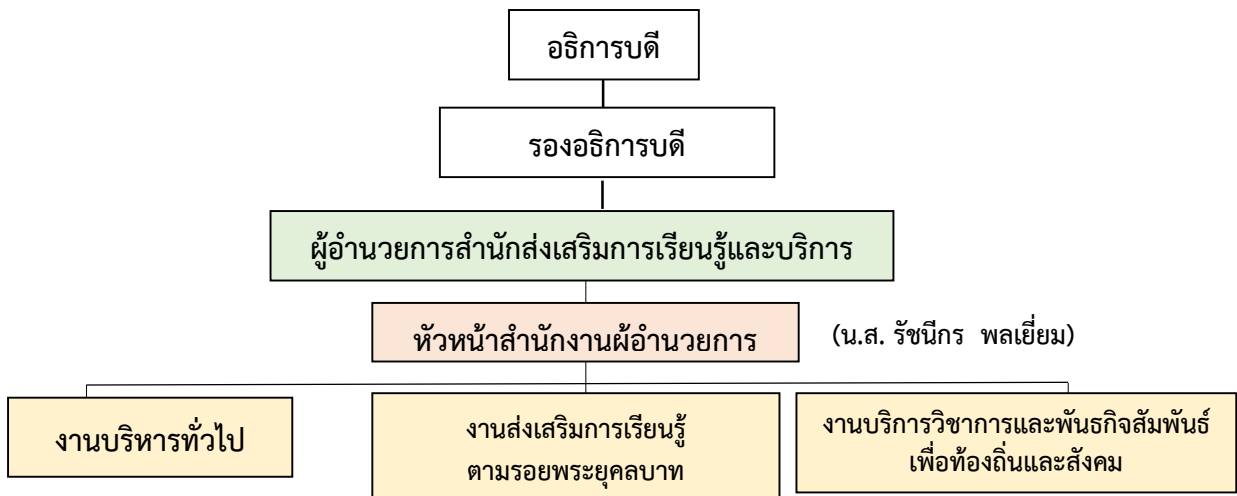 อธิการบดี
รองอธิการบดี
ผู้อำนวยการสำนักส่งเสริมการเรียนรู้และบริการ
หัวหน้าสำนักงานผู้อำนวยการ
(น.ส. รัชนีกร พลเยี่ยม)
งานบริหารทั่วไป
งานส่งเสริมการเรียนรู้
ตามรอยพระยุคลบาท
งานบริการวิชาการและพันธกิจสัมพันธ์
เพื่อท้องถิ่นและสังคม